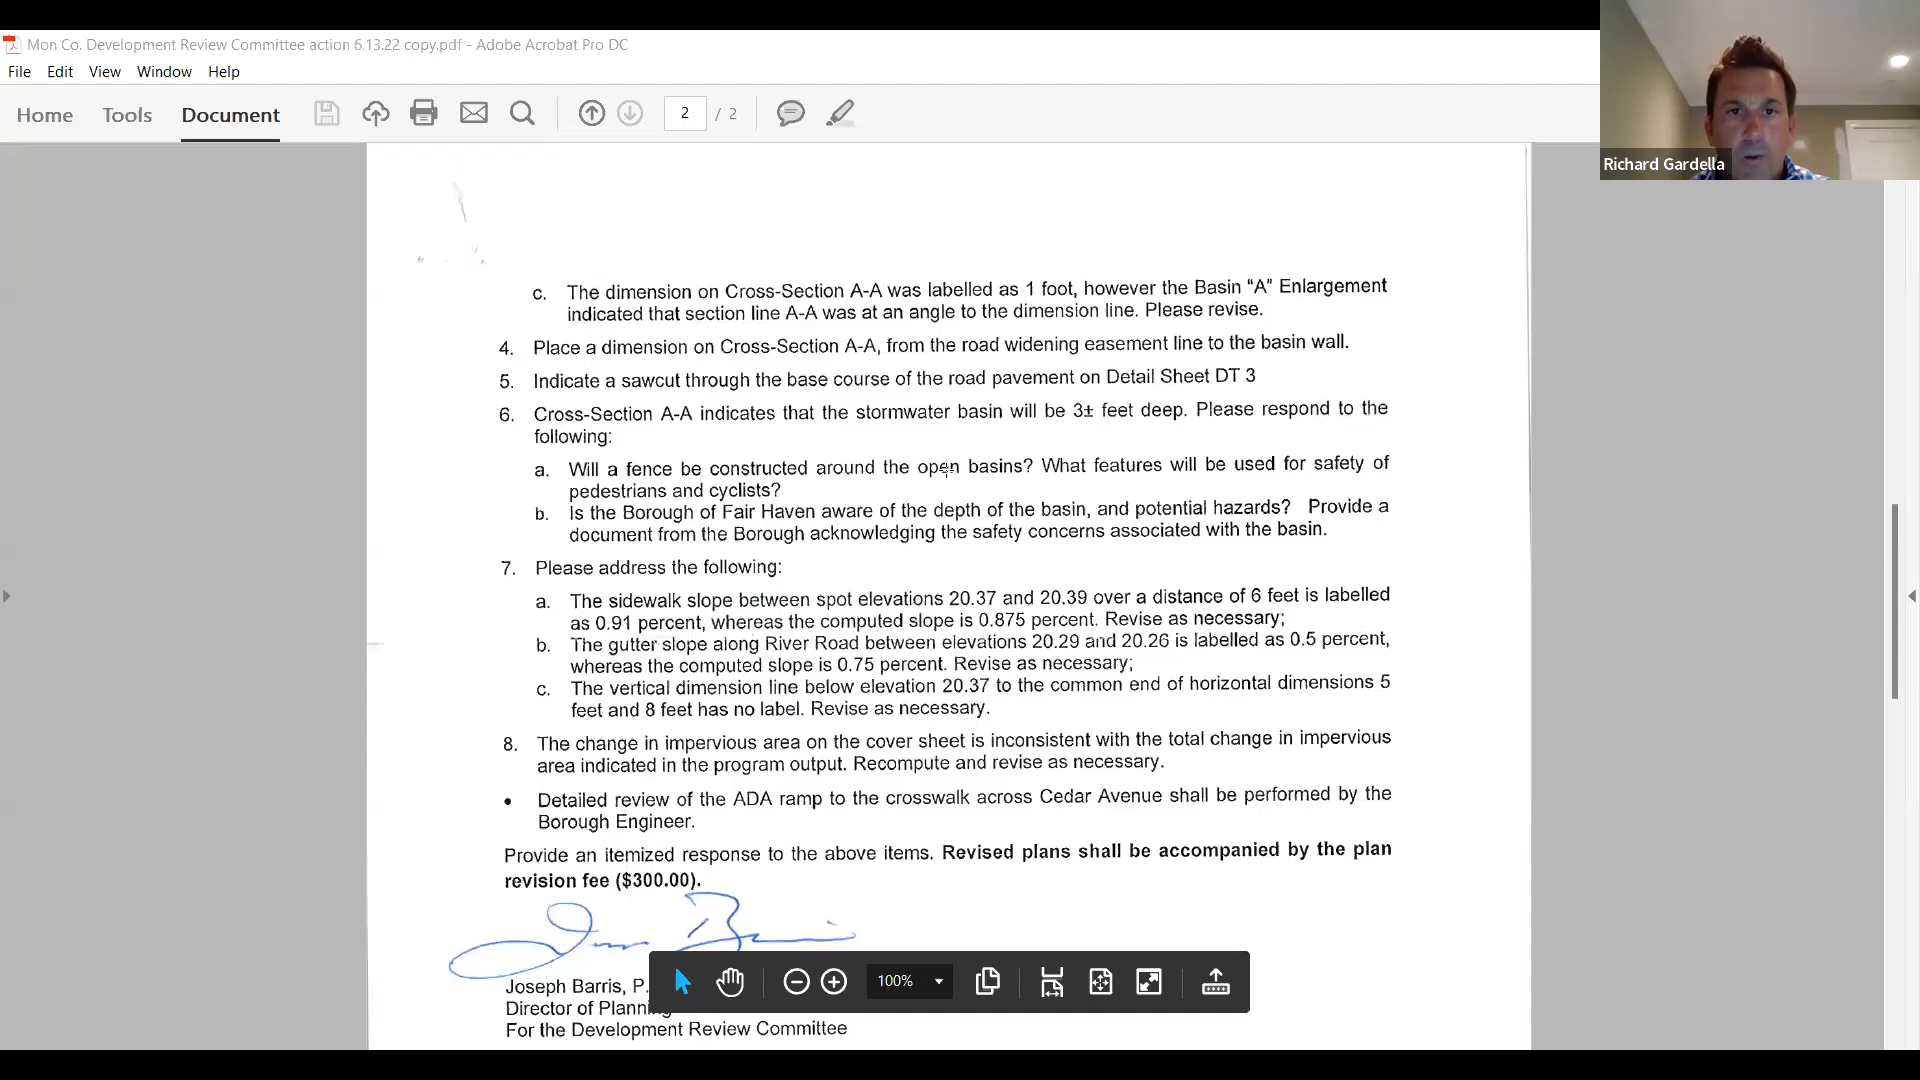 Mon Co. Development Review Committee action 6.13.22 copy.pdf - Adobe Acrobat Pro DC
File Edit View Window Help
Home Tools Document 2 / 2
Richard Gardella
c. The dimension on Cross-Section A-A was labelled as 1 foot, however the Basin “A” Enlargement
indicated that section line A-A was at an angle to the dimension line. Please revise.
4. Place a dimension on Cross-Section A-A, from the road widening easement line to the basin wall.
5. Indicate a sawcut through the base course of the road pavement on Detail Sheet DT 3
6. Cross-Section A-A indicates that the stormwater basin will be 3± feet deep. Please respond to the
following:
a. Will a fence be constructed around the open basins? What features will be used for safety of
pedestrians and cyclists?
b. Is the Borough of Fair Haven aware of the depth of the basin, and potential hazards? Provide a
document from the Borough acknowledging the safety concerns associated with the basin.
7. Please address the following:
a. The sidewalk slope between spot elevations 20.37 and 20.39 over a distance of 6 feet is labelled
as 0.91 percent, whereas the computed slope is 0.875 percent. Revise as necessary;
b. The gutter slope along River Road between elevations 20.29 and 20.26 is labelled as 0.5 percent,
whereas the computed slope is 0.75 percent. Revise as necessary;
c. The vertical dimension line below elevation 20.37 to the common end of horizontal dimensions 5
feet and 8 feet has no label. Revise as necessary.
8. The change in impervious area on the cover sheet is inconsistent with the total change in impervious
area indicated in the program output. Recompute and revise as necessary.
• Detailed review of the ADA ramp to the crosswalk across Cedar Avenue shall be performed by the
Borough Engineer.
Provide an itemized response to the above items. Revised plans shall be accompanied by the plan
revision fee ($300.00).
Joseph Barris, P.
Director of Planning
For the Development Review Committee
100%